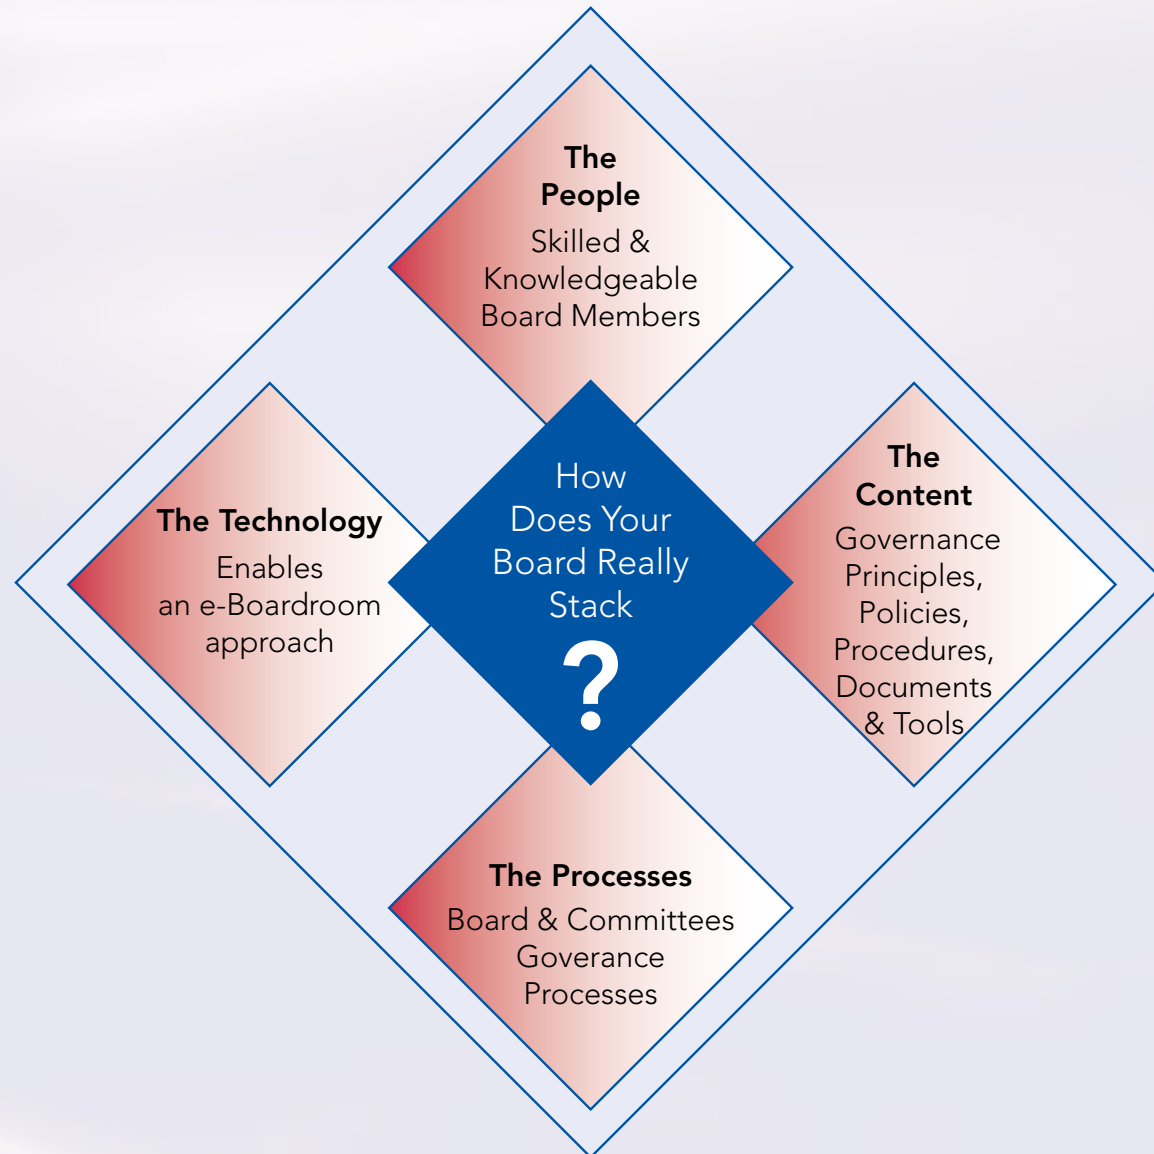 The
People
Skilled &
Knowledgeable
Board Members
The Technology
Enables
an e-Boardroom
approach
How
Does Your
Board Really
Stack
?
The
Content
Governance
Principles,
Policies,
Procedures,
Documents
& Tools
The Processes
Board & Committees
Goverance
Processes